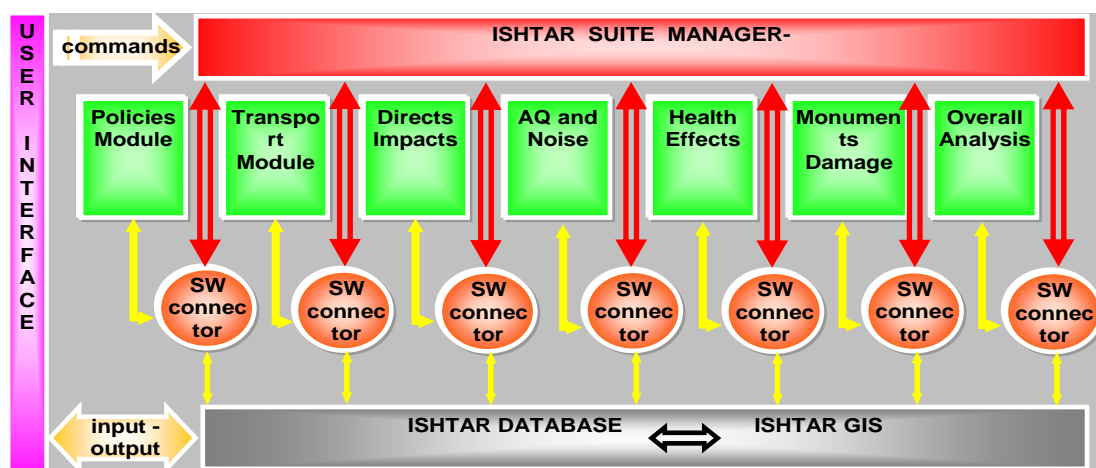 USER INTERFACE
commands
ISHTAR SUITE MANAGER-
Policies
Module
Transpo
rt
Module
Directs
Impacts
AQ and
Noise
Health
Effects
Monumen
ts
Damage
Overall
Analysis
SW
connec
tor
SW
connec
tor
SW
connec
tor
SW
connec
tor
SW
connec
tor
SW
connec
tor
SW
connec
tor
input -
output
ISHTAR DATABASE
ISHTAR GIS